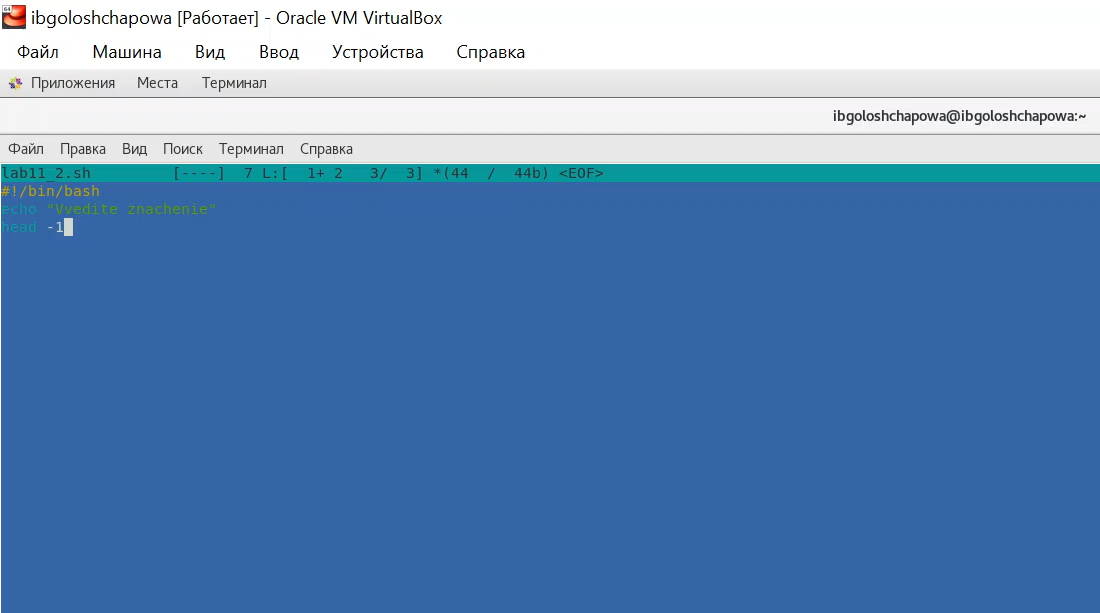 ibgoloshchapowa [Работает] - Oracle VM VirtualBox
Файл Машина Вид Ввод Устройства Справка
Приложения Места Терминал
ibgoloshchapowa@ibgoloshchapowa:~
Файл Правка Вид Поиск Терминал Справка
lab11_2.sh [----] 7 L:[ 1+ 2 3/ 3] *(44 / 44b) <EOF>
#!/bin/bash
echo "Vvedite znachenie"
head -1